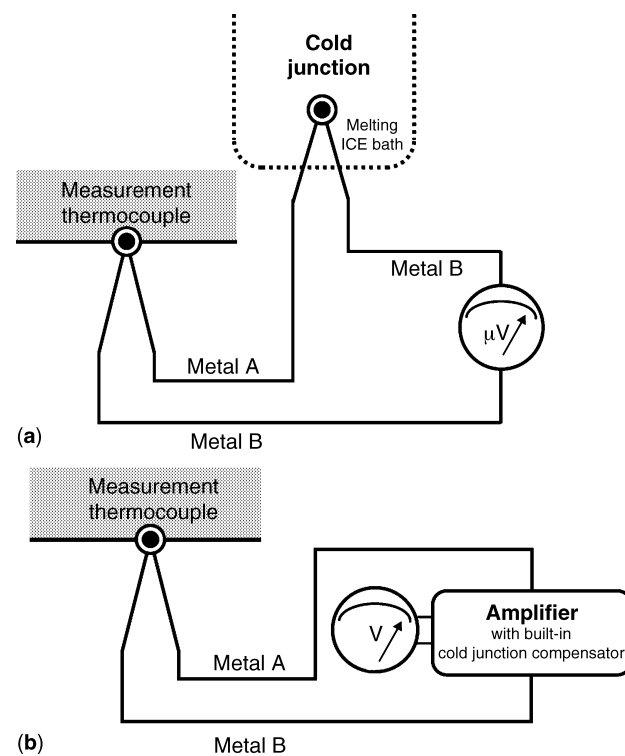 Cold
junction
Melting
ICE bath
Measurement
thermocouple
Metal B
μV
Metal A
(a)
Metal B
Measurement
thermocouple
Amplifier
with built-in
cold junction compensator
V
Metal A
(b)
Metal B